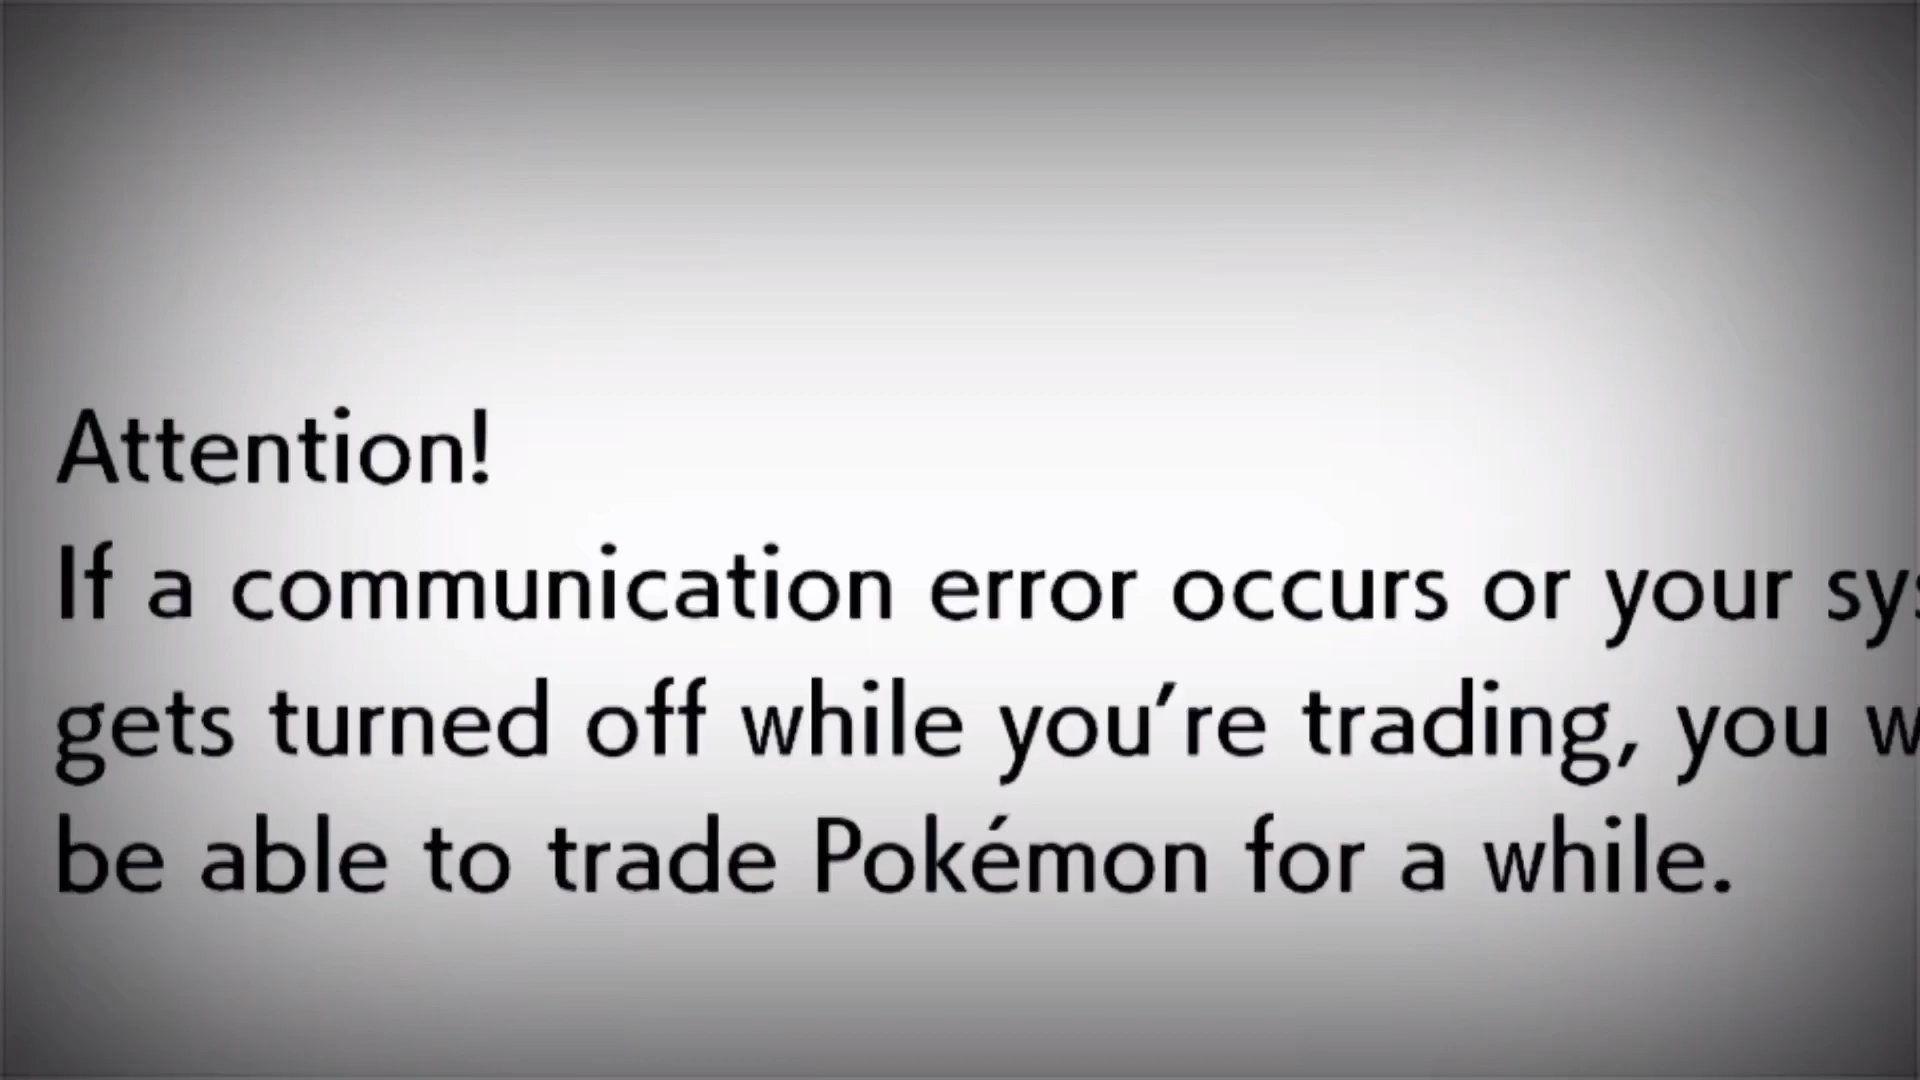 Attention!
If a communication error occurs or your
gets turned off while you're trading, you
be able to trade Pokémon for a while.